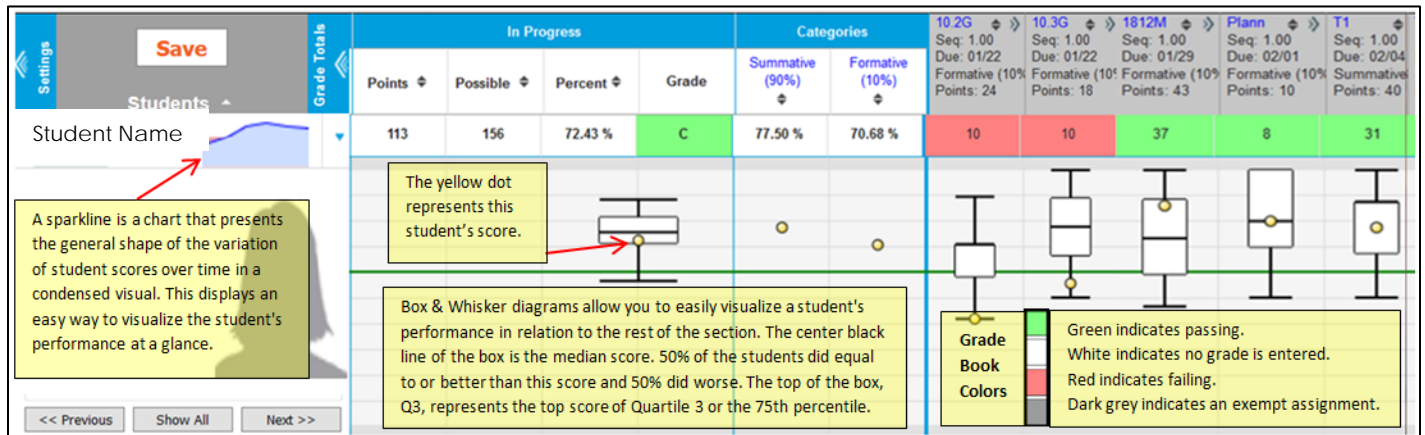 Settings
Save
Students
Grade Totals
In Progress
Categories
Points
Possible
Percent
Grade
Summative
(90%)
Formative
(10%)
10.2G
Seq: 1.00
Due: 01/22
Formative (10%
Points: 24
10.3G
Seq: 1.00
Due: 01/22
Formative (10%
Points: 18
1812M
Seq: 1.00
Due: 01/29
Formative (10%
Points: 43
Plann
Seq: 1.00
Due: 02/01
Formative (10%
Points: 10
T1
Seq: 1.00
Due: 02/04
Summative
Points: 40
Student Name
113
156
72.43 %
C
77.50 %
70.68 %
10
10
37
8
31
A sparkline is a chart that presents
the general shape of the variation
of student scores over time in a
condensed visual. This displays an
easy way to visualize the student's
performance at a glance.
The yellow dot
represents this
student's score.
Box & Whisker diagrams allow you to easily visualize a student's
performance in relation to the rest of the section. The center black
line of the box is the median score. 50% of the students did equal
to or better than this score and 50% did worse. The top of the box,
Q3, represents the top score of Quartile 3 or the 75th percentile.
Grade
Book
Colors
Green indicates passing.
White indicates no grade is entered.
Red indicates failing.
Dark grey indicates an exempt assignment.
<< Previous
Show All
Next >>